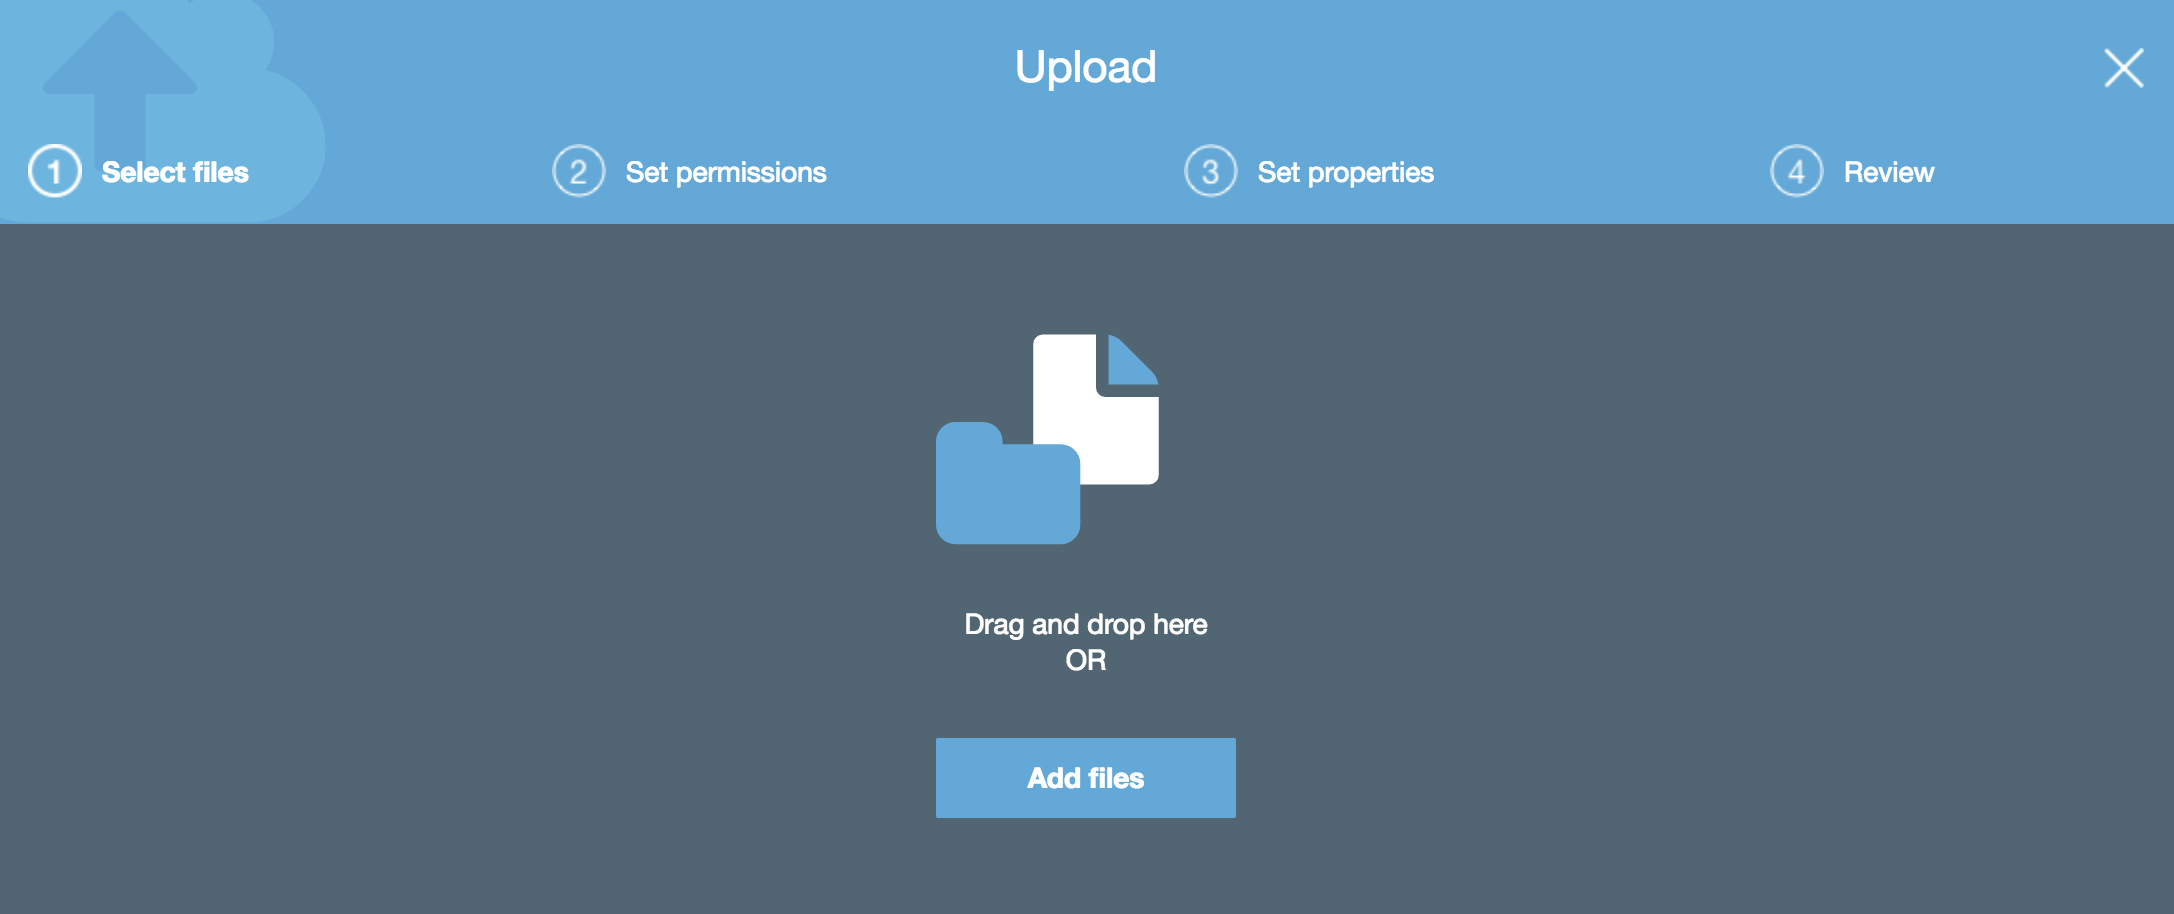 Upload
1 Select files
2 Set permissions
3 Set properties
4 Review
Drag and drop here
OR
Add files